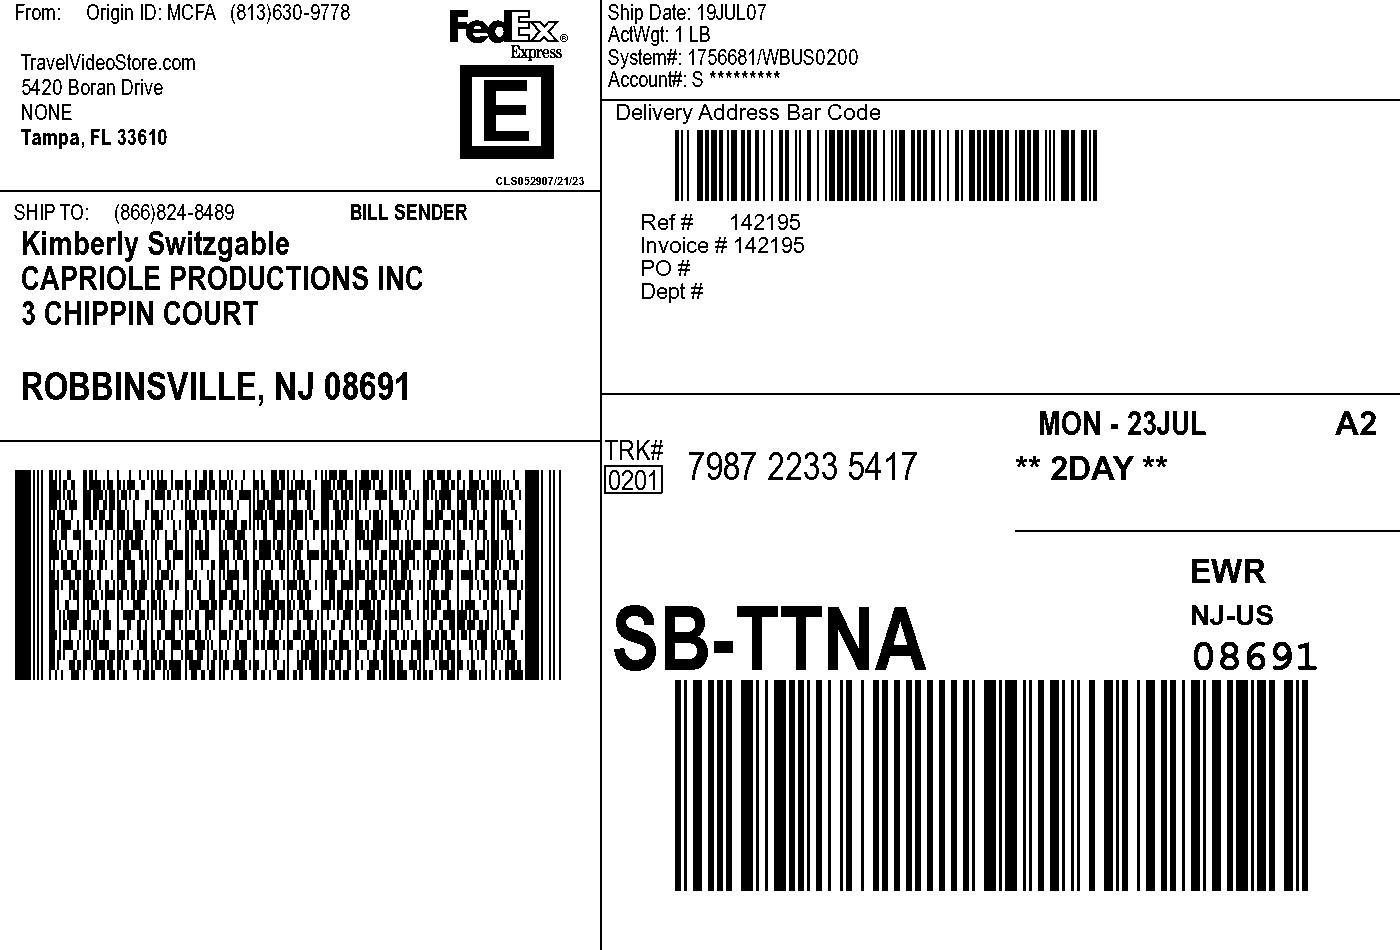 From: Origin ID: MCFA (813)630-9778
TravelVideoStore.com
5420 Boran Drive
NONE
Tampa, FL 33610
FedEx®
Express
E
CLS052907/21/23
SHIP TO: (866)824-8489 BILL SENDER
Kimberly Switzgable
CAPRIOLE PRODUCTIONS INC
3 CHIPPIN COURT
ROBBINSVILLE, NJ 08691
Ship Date: 19JUL07
ActWgt: 1 LB
System#: 1756681/WBUS0200
Account#: S *********
Delivery Address Bar Code
Ref # 142195
Invoice # 142195
PO #
Dept #
MON - 23JUL A2
TRK# 7987 2233 5417 ** 2DAY **
0201
EWR
NJ-US
SB-TTNA 08691